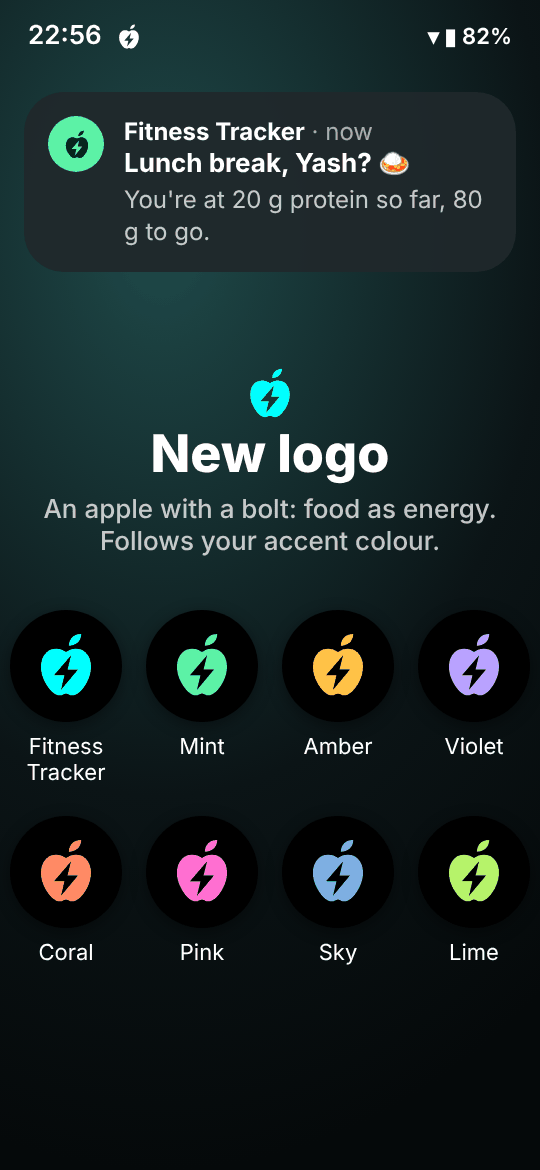 22:56
82%
Fitness Tracker · now
Lunch break, Yash? 🍛
You're at 20 g protein so far, 80
g to go.
New logo
An apple with a bolt: food as energy.
Follows your accent colour.
Fitness
Tracker
Mint
Amber
Violet
Coral
Pink
Sky
Lime